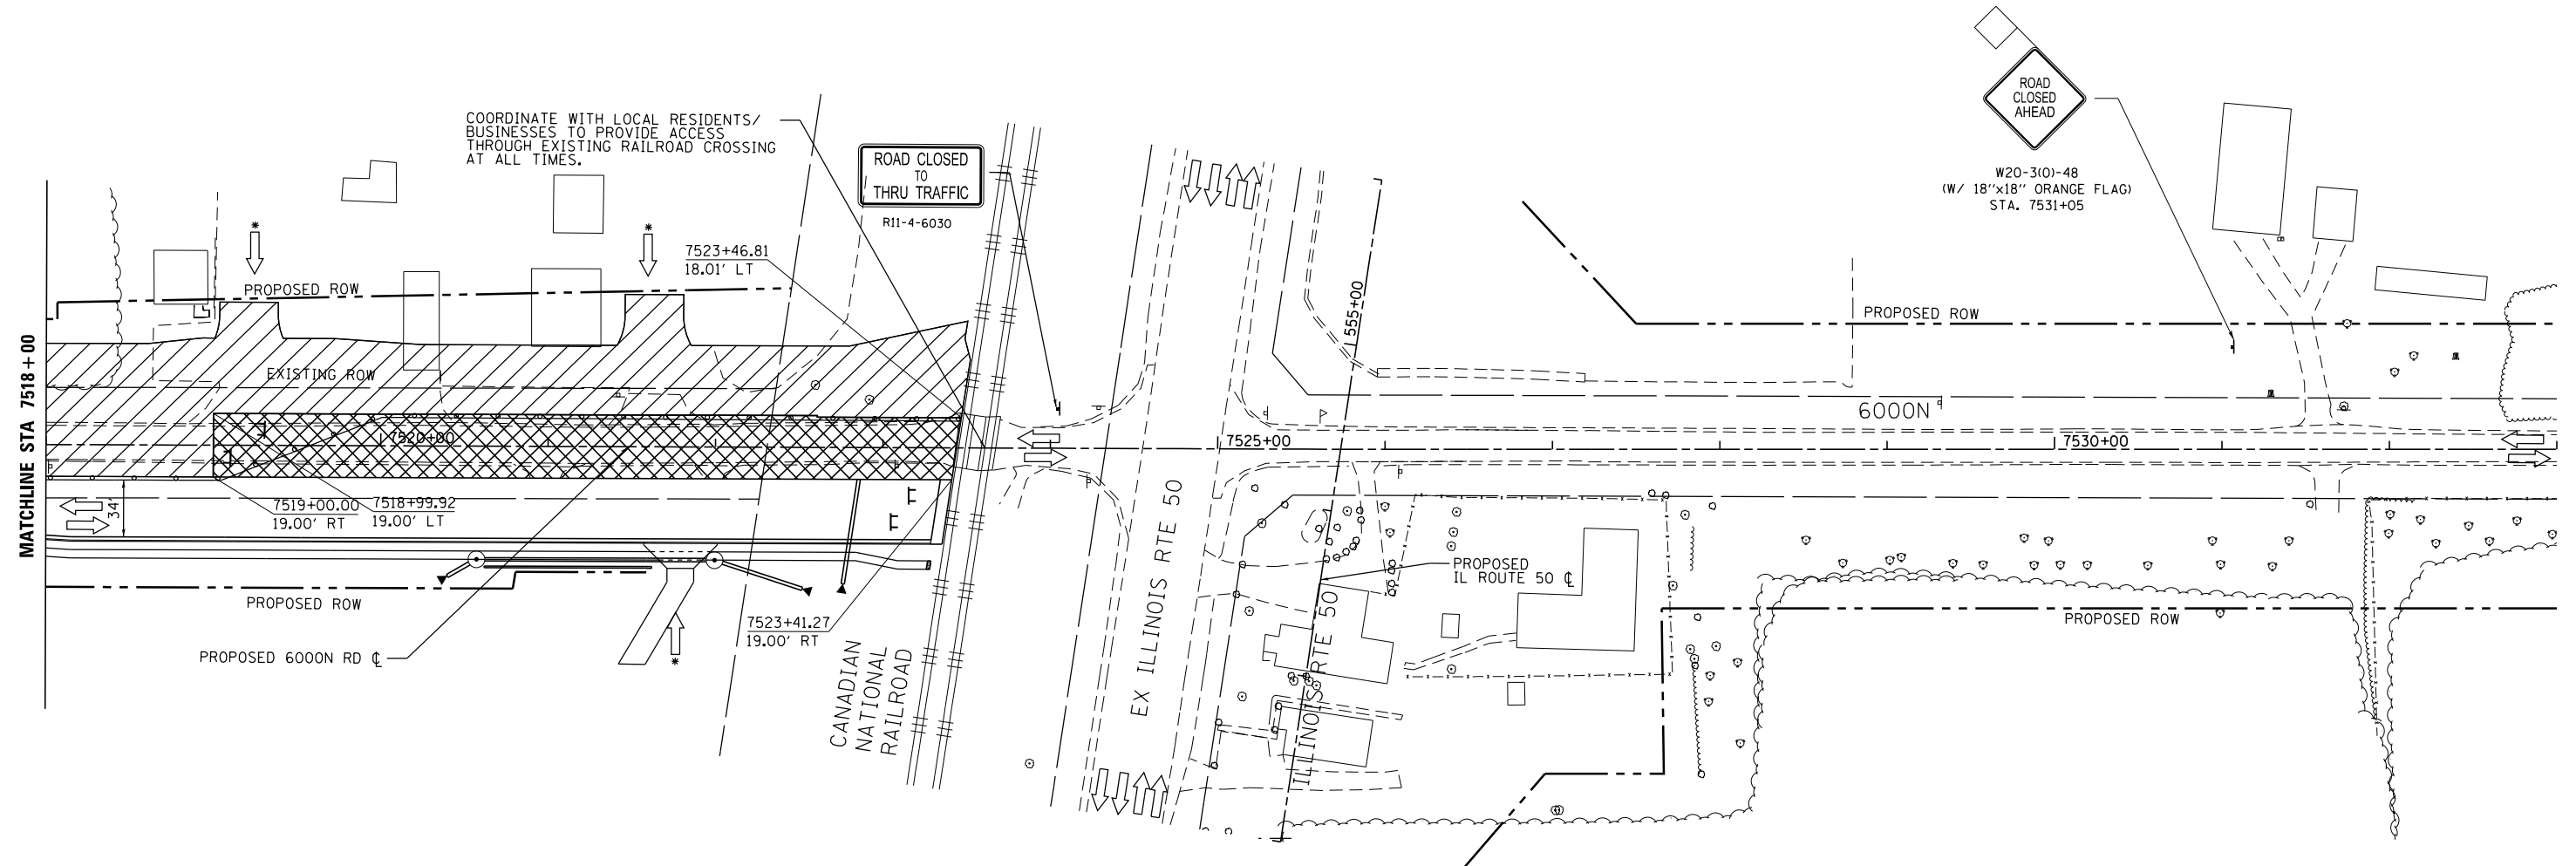 MATCHLINE STA 7518+00
COORDINATE WITH LOCAL RESIDENTS/
BUSINESSES TO PROVIDE ACCESS
THROUGH EXISTING RAILROAD CROSSING
AT ALL TIMES.
ROAD CLOSED
TO
THRU TRAFFIC
R11-4-6030
ROAD
CLOSED
AHEAD
W20-3(O)-48
(W/ 18"x18" ORANGE FLAG)
STA. 7531+05
*
*
7523+46.81
18.01' LT
PROPOSED ROW
555+00
PROPOSED ROW
EXISTING ROW
6000N
7520+00
7525+00
7530+00
34'
7519+00.00
19.00' RT
7518+99.92
19.00' LT
EX ILLINOIS RTE 50
PROPOSED
IL ROUTE 50 ℄
ILLINOIS RTE 50
PROPOSED ROW
PROPOSED ROW
7523+41.27
19.00' RT
PROPOSED 6000N RD ℄
*
CANADIAN
NATIONAL
RAILROAD